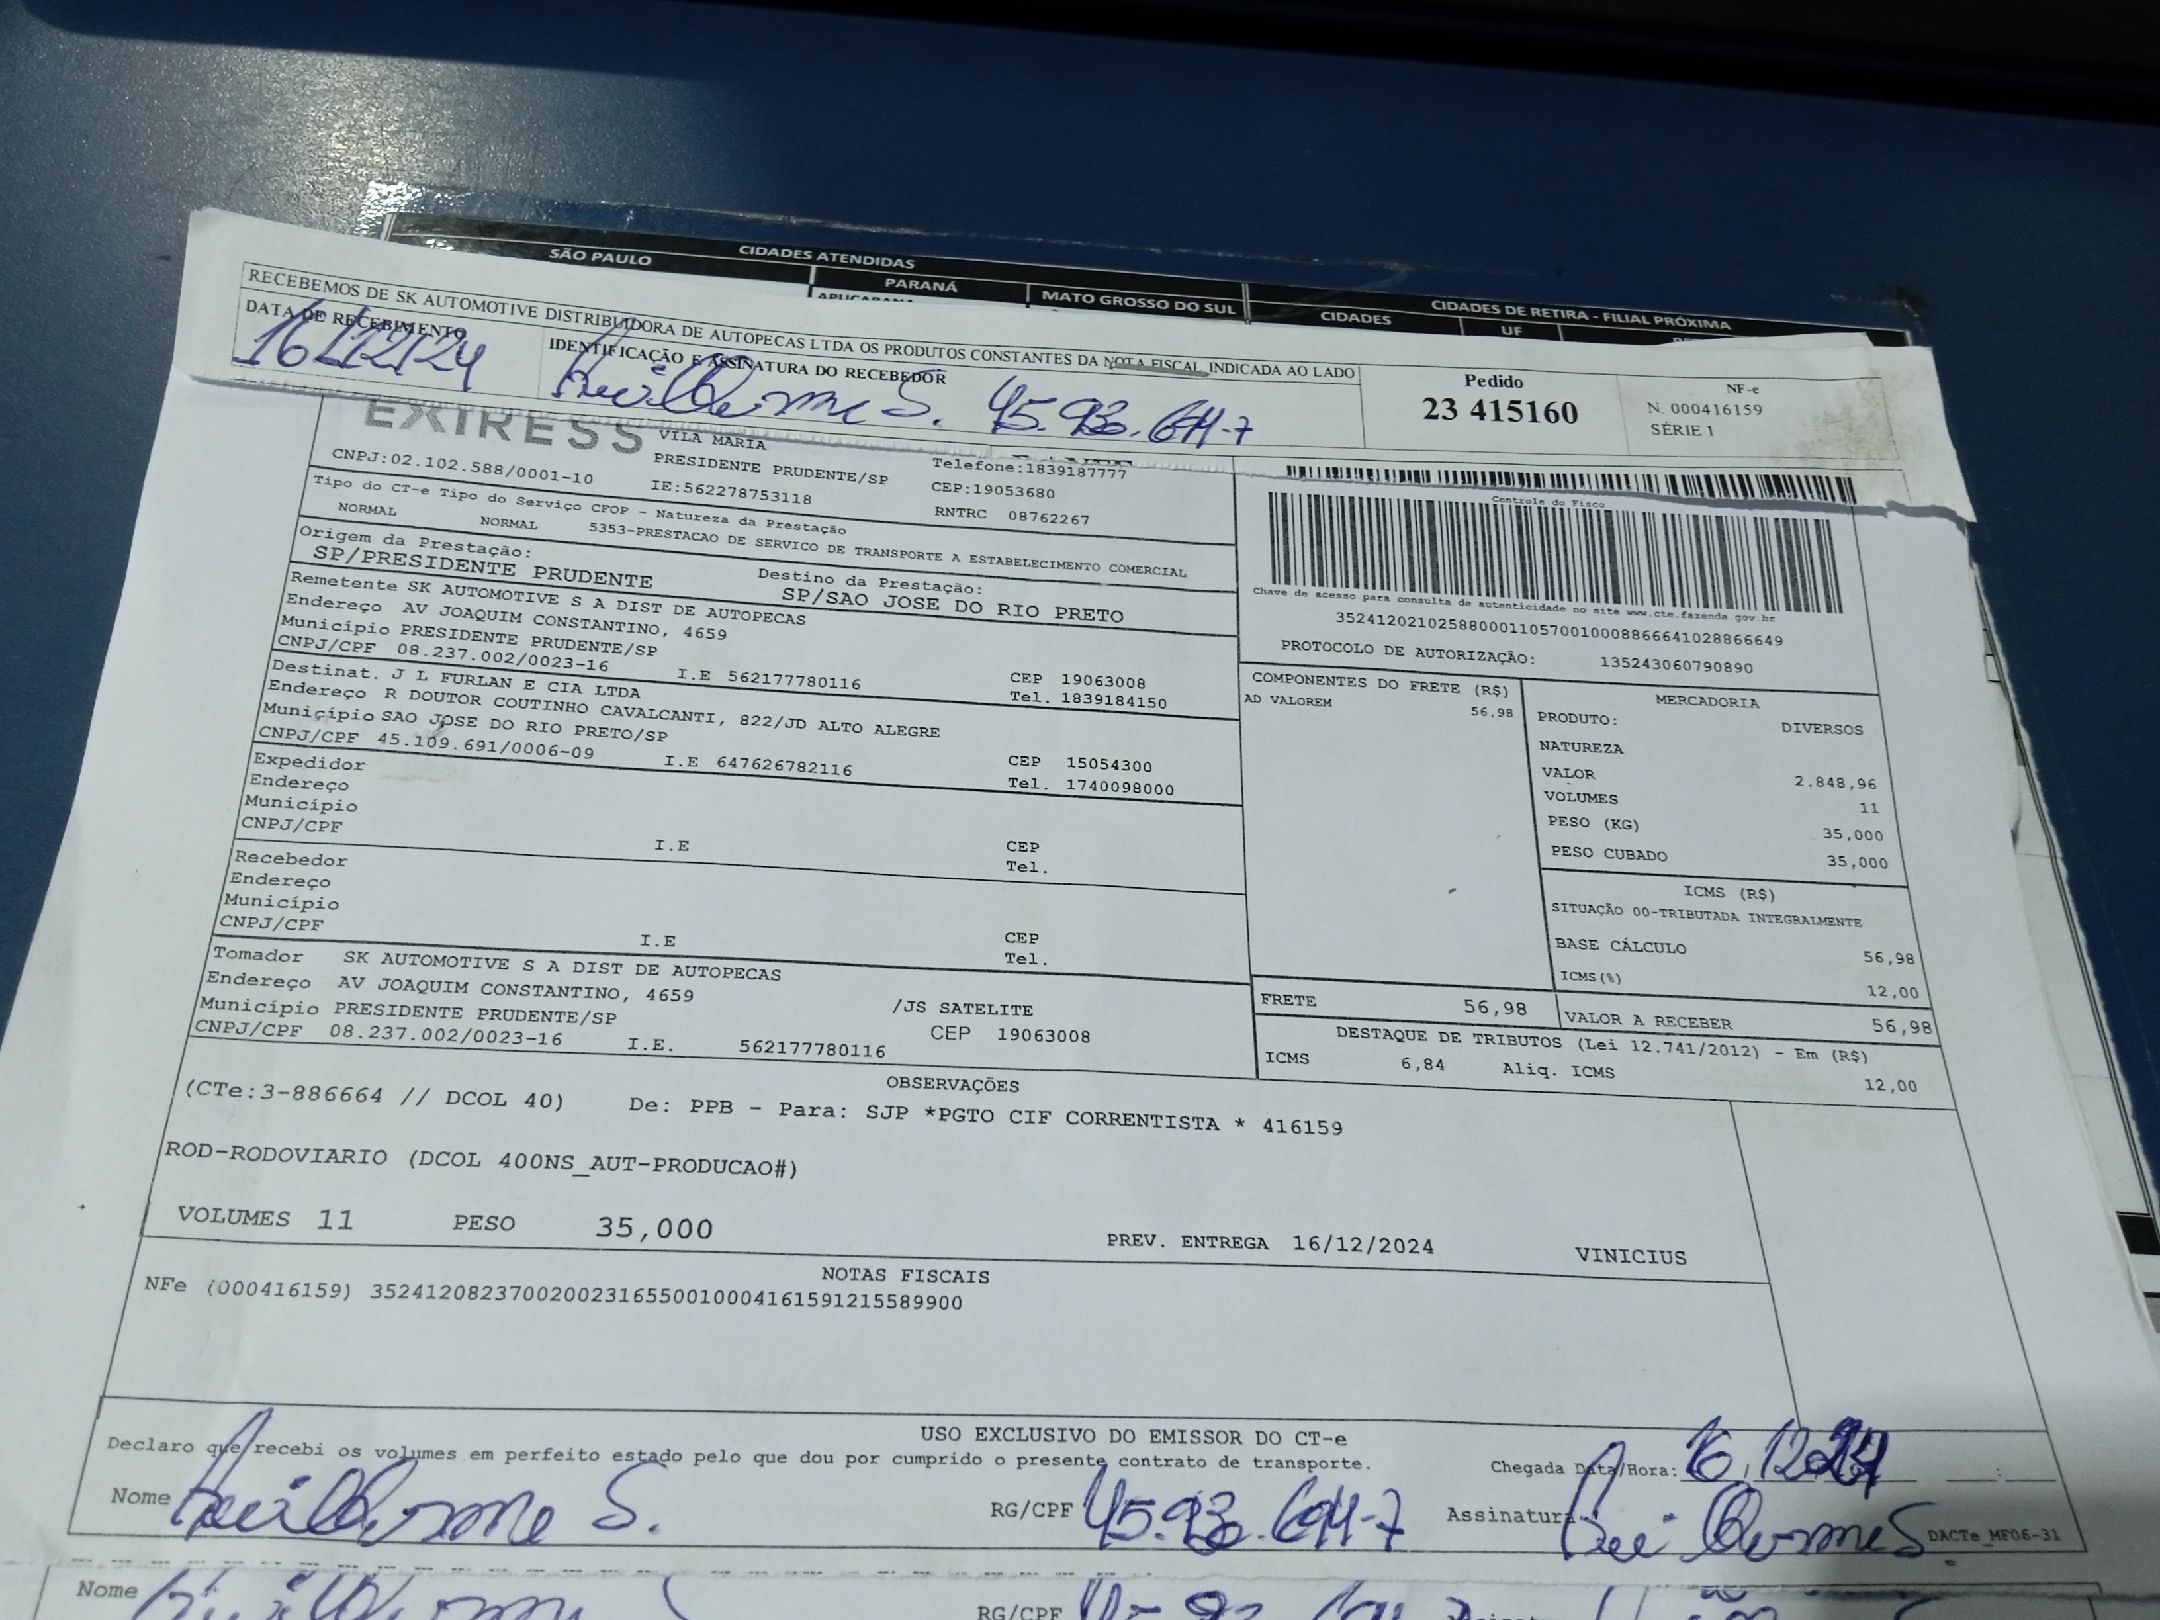 CIDADES ATENDIDAS
SÃO PAULO
PARANÁ
MATO GROSSO DO SUL
CIDADES DE RETIRA - FILIAL PRÓXIMA
CIDADES UF
RECEBEMOS DE SK AUTOMOTIVE DISTRIBUIDORA DE AUTOPECAS LTDA OS PRODUTOS CONSTANTES DA NOTA FISCAL INDICADA AO LADO
DATA DE RECEBIMENTO
16/12/24
IDENTIFICAÇÃO E ASSINATURA DO RECEBEDOR
Guilherme S.
Pedido
23 415160
NF-e
N. 000416159
SÉRIE 1
VILA MARIA
CNPJ:02.102.588/0001-10
PRESIDENTE PRUDENTE/SP
IE:562278753118
Telefone:1839187777
CEP:19053680
RNTRC 08762267
Tipo do CT-e Tipo do Serviço CFOP - Natureza da Prestação
NORMAL NORMAL 5353-PRESTACAO DE SERVICO DE TRANSPORTE A ESTABELECIMENTO COMERCIAL
Origem da Prestação:
SP/PRESIDENTE PRUDENTE
Destino da Prestação:
SP/SAO JOSE DO RIO PRETO
Controle do Fisco
Chave de acesso para consulta de autenticidade no site www.cte.fazenda gov.br
35241202102588000110570010008866641028866649
PROTOCOLO DE AUTORIZAÇÃO: 135243060790890
Remetente SK AUTOMOTIVE S A DIST DE AUTOPECAS
Endereço AV JOAQUIM CONSTANTINO, 4659
Município PRESIDENTE PRUDENTE/SP CEP 19063008
CNPJ/CPF 08.237.002/0023-16 I.E 562177780116 Tel. 1839184150
Destinat. J L FURLAN E CIA LTDA
Endereço R DOUTOR COUTINHO CAVALCANTI, 822/JD ALTO ALEGRE
Município SAO JOSE DO RIO PRETO/SP CEP 15054300
CNPJ/CPF 45.109.691/0006-09 I.E 647626782116 Tel. 1740098000
Expedidor
Endereço
Município CEP
CNPJ/CPF I.E Tel.
Recebedor
Endereço
Município CEP
CNPJ/CPF I.E Tel.
Tomador SK AUTOMOTIVE S A DIST DE AUTOPECAS
Endereço AV JOAQUIM CONSTANTINO, 4659 /JS SATELITE
Município PRESIDENTE PRUDENTE/SP CEP 19063008
CNPJ/CPF 08.237.002/0023-16 I.E. 562177780116
COMPONENTES DO FRETE (R$)
AD VALOREM 56,98
MERCADORIA
PRODUTO: DIVERSOS
NATUREZA
VALOR 2.848,96
VOLUMES 11
PESO (KG) 35,000
PESO CUBADO 35,000
ICMS (R$)
SITUAÇÃO 00-TRIBUTADA INTEGRALMENTE
BASE CÁLCULO 56,98
ICMS(%) 12,00
FRETE 56,98
VALOR A RECEBER 56,98
DESTAQUE DE TRIBUTOS (Lei 12.741/2012) - Em (R$)
ICMS 6,84 Aliq. ICMS 12,00
OBSERVAÇÕES
(CTe:3-886664 // DCOL 40) De: PPB - Para: SJP *PGTO CIF CORRENTISTA * 416159
ROD-RODOVIARIO (DCOL 400NS_AUT-PRODUCAO#)
VOLUMES 11 PESO 35,000 PREV. ENTREGA 16/12/2024 VINICIUS
NOTAS FISCAIS
NFe (000416159) 35241208237002002316550010004161591215589900
USO EXCLUSIVO DO EMISSOR DO CT-e
Declaro que recebi os volumes em perfeito estado pelo que dou por cumprido o presente contrato de transporte.
Chegada Data/Hora: 16.12.24
Nome Guilherme S. RG/CPF Assinatura Guilherme S.
DACTe_MF06-31
Nome RG/CPF